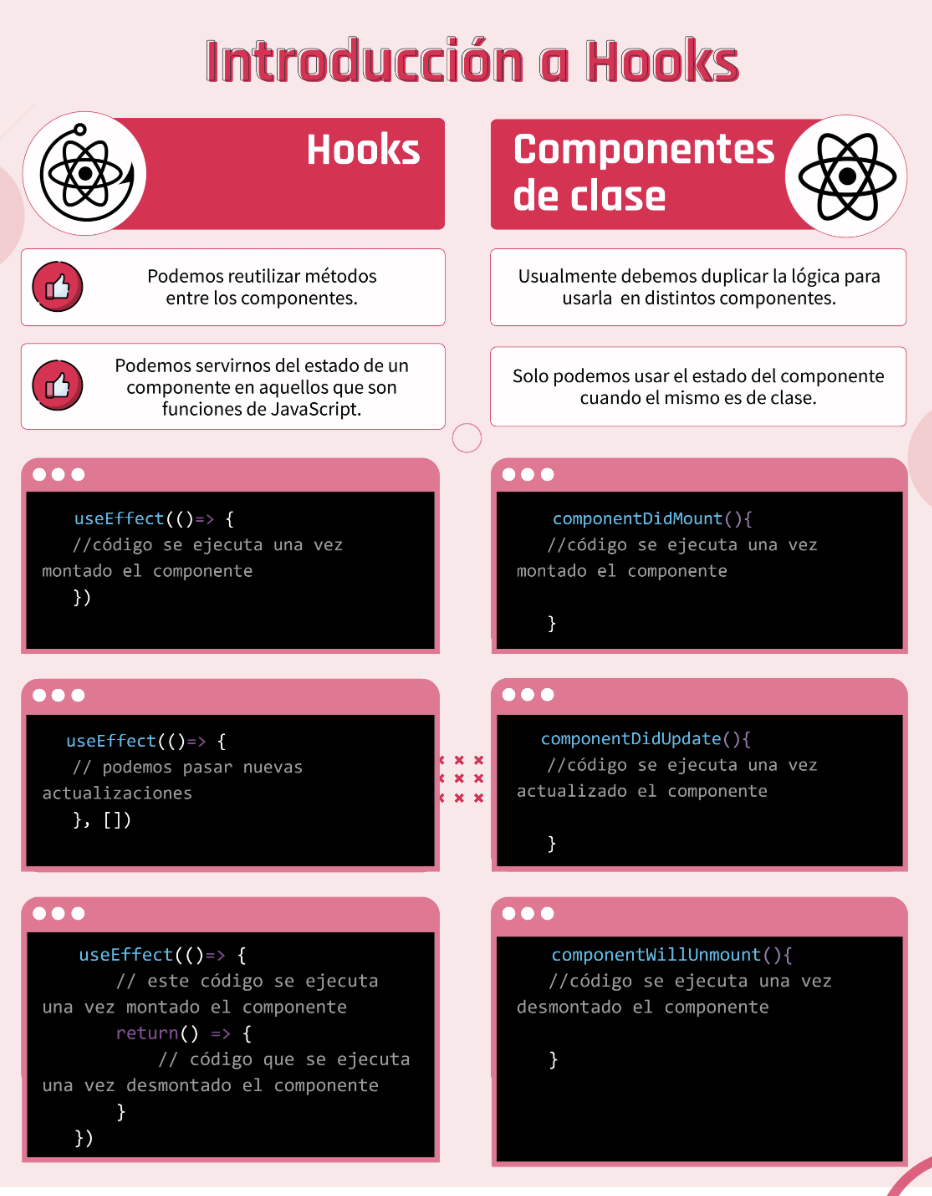 Introducción a Hooks
Hooks
Componentes
de clase
Podemos reutilizar métodos
entre los componentes.
Usualmente debemos duplicar la lógica para
usarla en distintos componentes.
Podemos servirnos del estado de un
componente en aquellos que son
funciones de JavaScript.
Solo podemos usar el estado del componente
cuando el mismo es de clase.
useEffect(()=> {
//código se ejecuta una vez
montado el componente
})
componentDidMount(){
//código se ejecuta una vez
montado el componente
}
useEffect(()=> {
// podemos pasar nuevas
actualizaciones
}, [])
componentDidUpdate(){
//código se ejecuta una vez
actualizado el componente
}
useEffect(()=> {
// este código se ejecuta
una vez montado el componente
return() => {
// código que se ejecuta
una vez desmontado el componente
}
})
componentWillUnmount(){
//código se ejecuta una vez
desmontado el componente
}